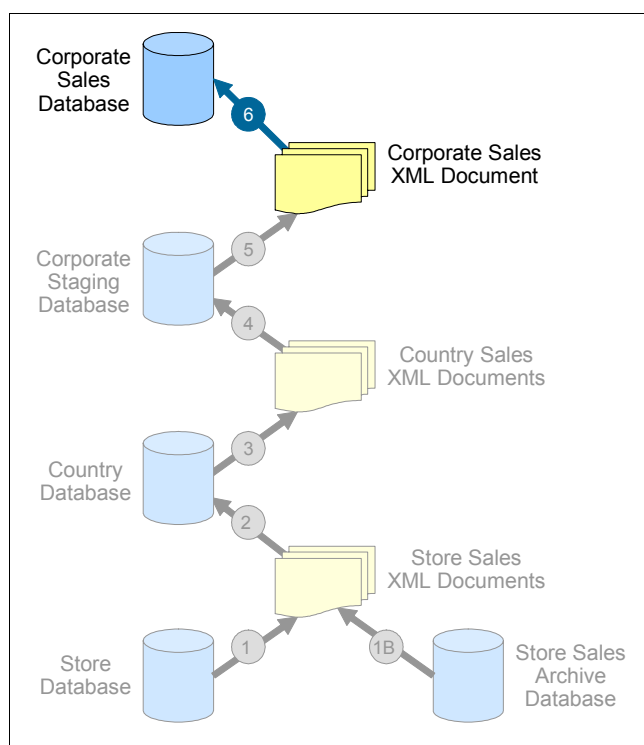 Corporate
Sales
Database
6
Corporate Sales
XML Document
5
Corporate
Staging
Database
4
Country Sales
XML Documents
3
Country
Database
2
Store Sales
XML Documents
1
1B
Store
Database
Store Sales
Archive
Database